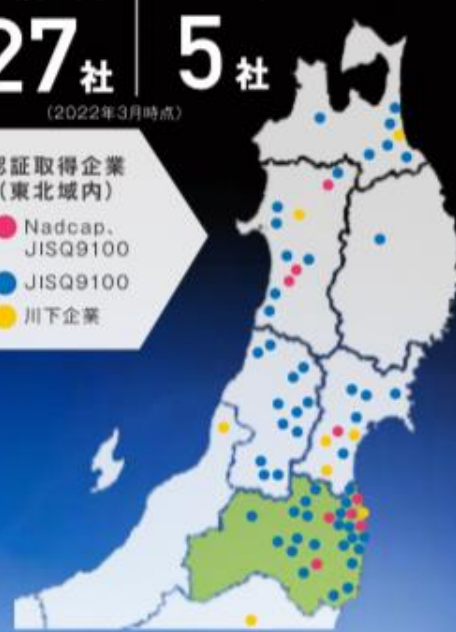 27社 5社
(2022年3月時点)
認証取得企業
(東北域内)
Nadcap、
JISQ9100
JISQ9100
川下企業